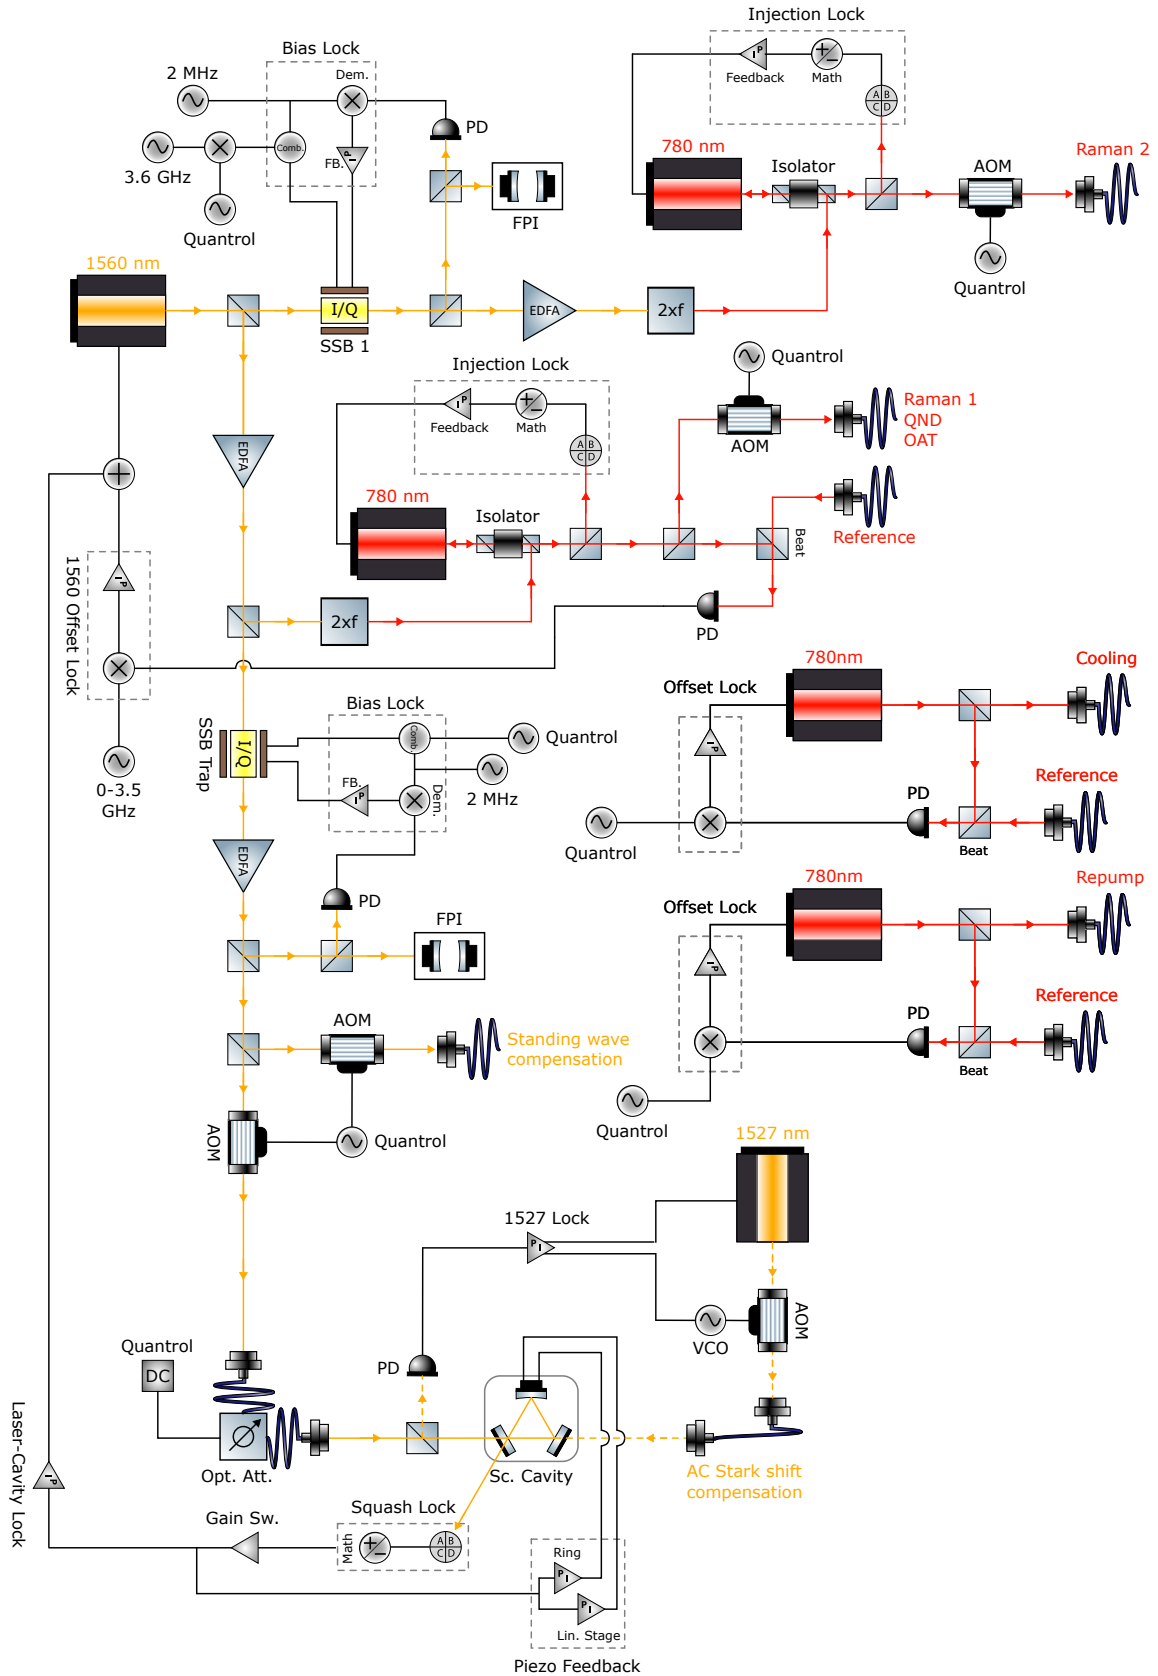 Injection Lock
Bias Lock
2 MHz
Dem.
Comb.
FB.
I P
3.6 GHz
Quantrol
PD
FPI
I P
Feedback
+ −
Math
A B
C D
780 nm
Isolator
AOM
Raman 2
Quantrol
1560 nm
I/Q
SSB 1
EDFA
2xf
Injection Lock
I P
Feedback
+ −
Math
A B
C D
Quantrol
AOM
Raman 1
QND
OAT
EDFA
780 nm
Isolator
Beat
Reference
1560 Offset Lock
I P
2xf
PD
0-3.5
GHz
SSB Trap
I/Q
Bias Lock
Comb.
FB.
I P
Dem.
Quantrol
2 MHz
780nm
Cooling
Offset Lock
I P
PD
Reference
Quantrol
Beat
EDFA
PD
FPI
780nm
Repump
Offset Lock
I P
PD
Reference
Quantrol
Beat
AOM
Standing wave
compensation
AOM
Quantrol
1527 nm
1527 Lock
P I
AOM
VCO
Quantrol
DC
Opt. Att.
PD
Sc. Cavity
AC Stark shift
compensation
Laser-Cavity Lock
I P
Gain Sw.
Squash Lock
Math
+ −
A B
C D
Ring
P I
P I
Lin. Stage
Piezo Feedback